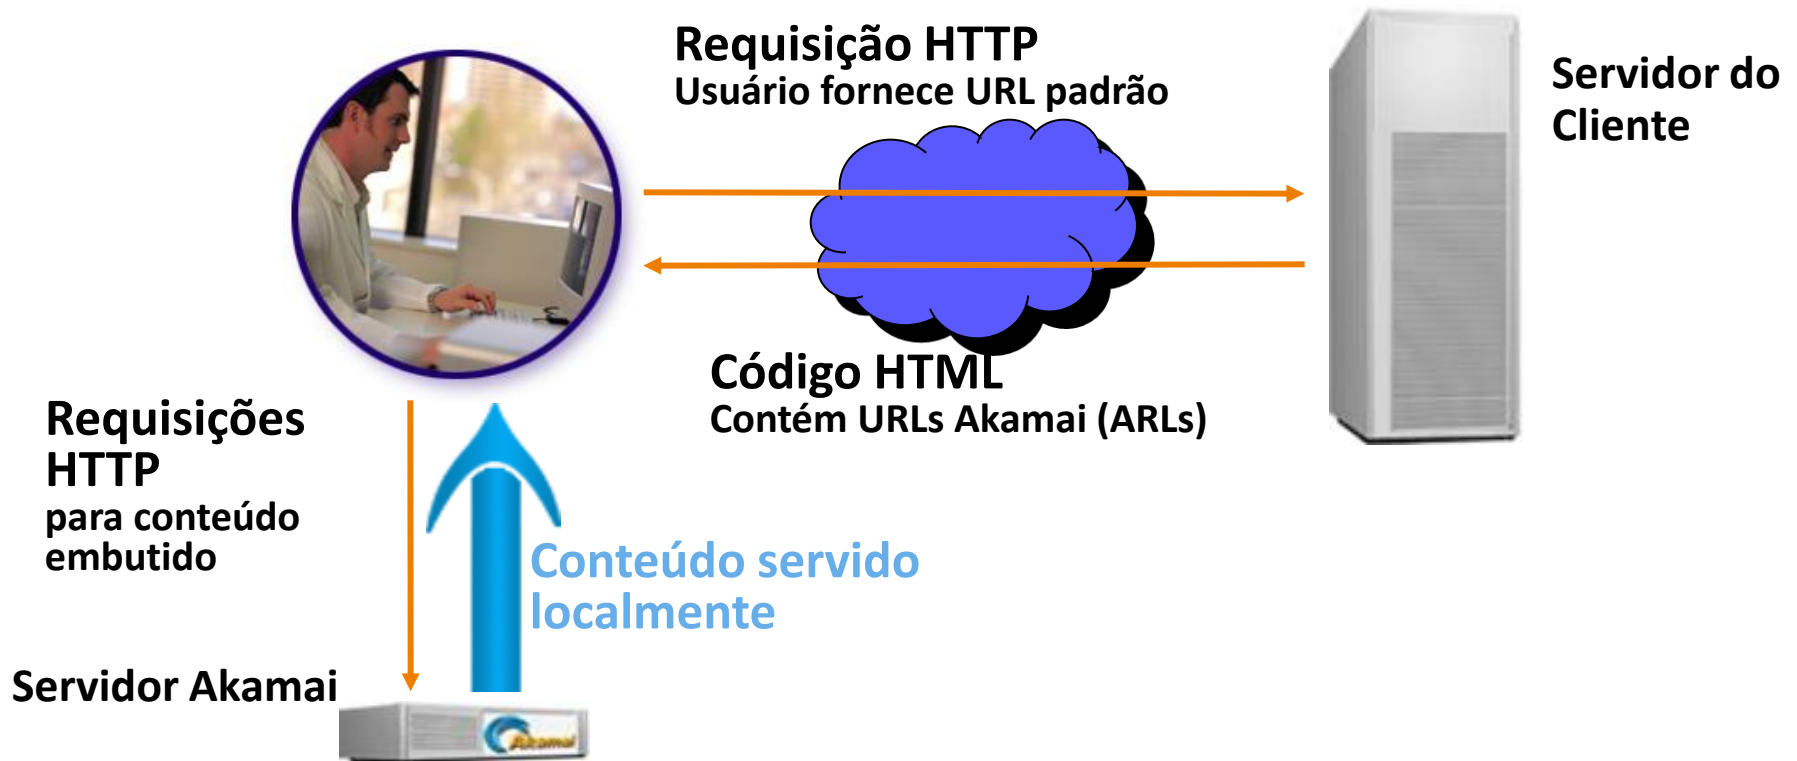 Requisição HTTP
Usuário fornece URL padrão
Servidor do
Cliente
Código HTML
Contém URLs Akamai (ARLs)
Requisições
HTTP
para conteúdo
embutido
Conteúdo servido
localmente
Servidor Akamai
Akamai